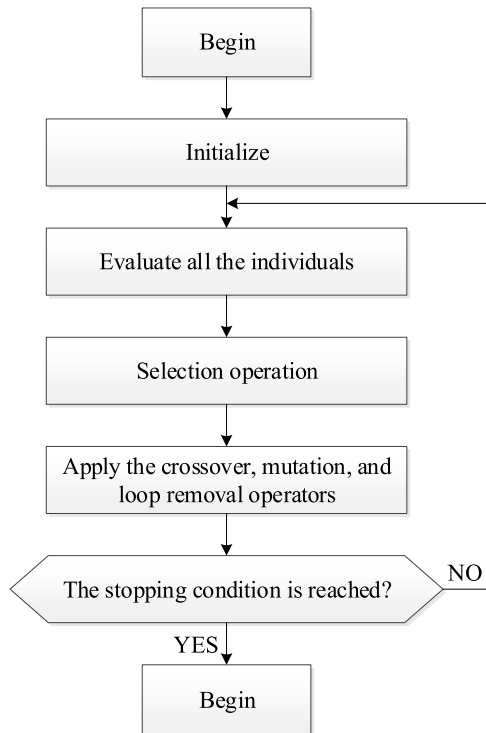 Begin
Initialize
Evaluate all the individuals
Selection operation
Apply the crossover, mutation, and
loop removal operators
The stopping condition is reached?
NO
YES
Begin